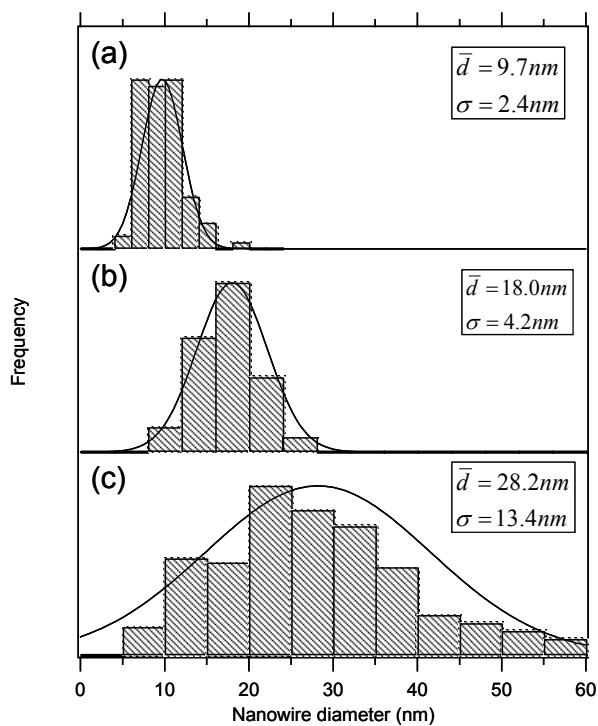 (a)
d̅ = 9.7nm
σ = 2.4nm
(b)
d̅ = 18.0nm
σ = 4.2nm
Frequency
(c)
d̅ = 28.2nm
σ = 13.4nm
0 10 20 30 40 50 60
Nanowire diameter (nm)